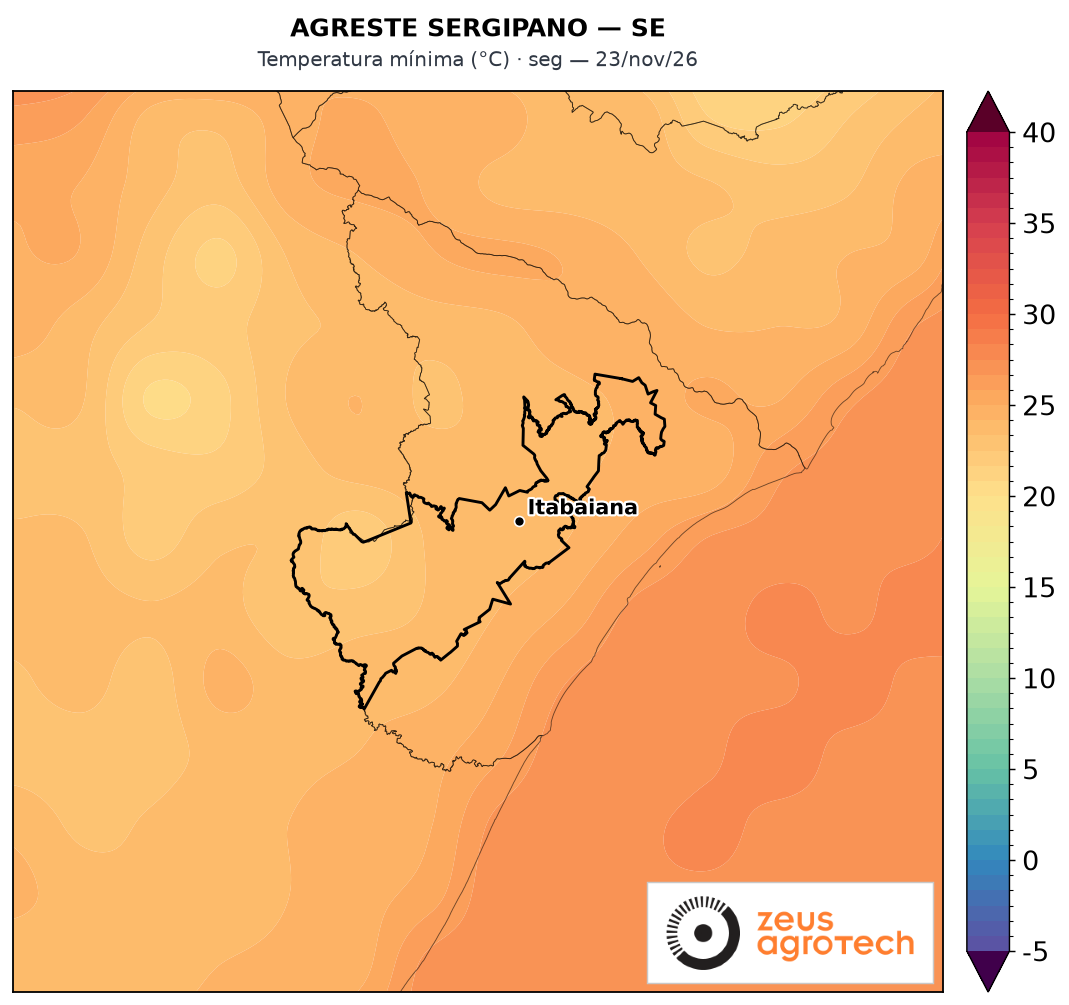 AGRESTE SERGIPANO — SE
Temperatura mínima (°C) · seg — 23/nov/26
40
35
30
25
20
15
10
5
0
-5
Itabaiana
zeus
agrotech